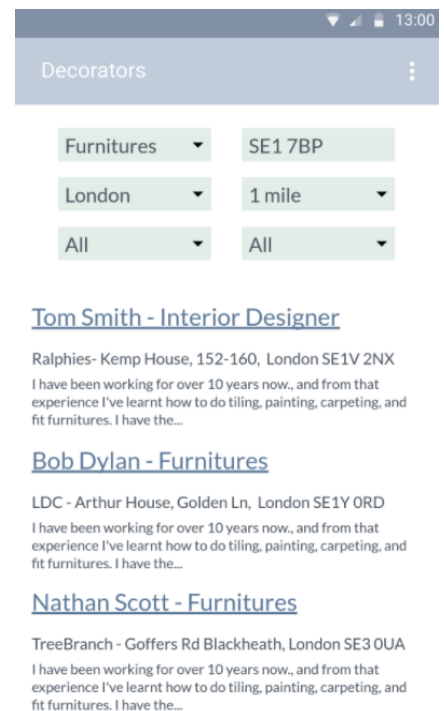 13:00
Decorators
Furnitures SE1 7BP
London 1 mile
All All
Tom Smith - Interior Designer
Ralphies- Kemp House, 152-160, London SE1V 2NX
I have been working for over 10 years now., and from that
experience I've learnt how to do tiling, painting, carpeting, and
fit furnitures. I have the...
Bob Dylan - Furnitures
LDC - Arthur House, Golden Ln, London SE1Y 0RD
I have been working for over 10 years now., and from that
experience I've learnt how to do tiling, painting, carpeting, and
fit furnitures. I have the...
Nathan Scott - Furnitures
TreeBranch - Goffers Rd Blackheath, London SE3 0UA
I have been working for over 10 years now., and from that
experience I've learnt how to do tiling, painting, carpeting, and
fit furnitures. I have the...